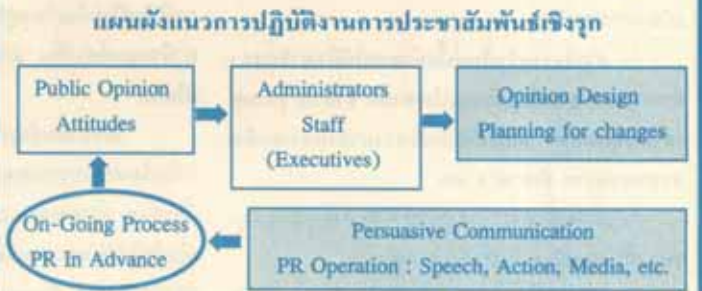 แผนผังแนวการปฏิบัติงานการประชาสัมพันธ์เชิงรุก
Public Opinion
Attitudes
Administrators
Staff
(Executives)
Opinion Design
Planning for changes
On-Going Process
PR In Advance
Persuasive Communication
PR Operation : Speech, Action, Media, etc.